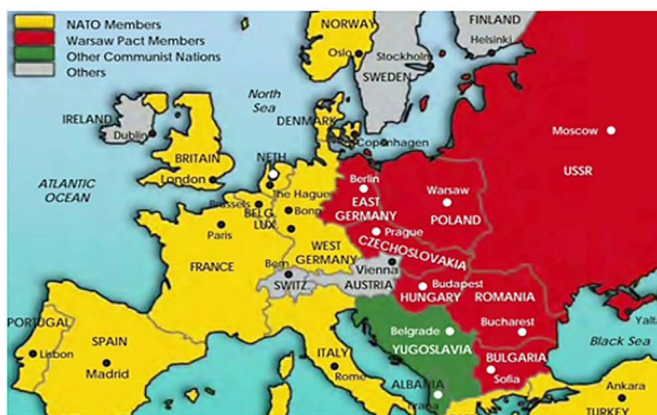 NATO Members
Warsaw Pact Members
Other Communist Nations
Others
NORWAY
Oslo
FINLAND
Helsinki
Stockholm
SWEDEN
North
Sea
IRELAND
Dublin
DENMARK
Copenhagen
Moscow
USSR
BRITAIN
London
NETH
The Hague
ATLANTIC
OCEAN
Berlin
EAST
GERMANY
Warsaw
POLAND
Brussels
BELG
LUX
Bong
Paris
Prague
CZECHOSLOVAKIA
WEST
GERMANY
FRANCE
Bern
SWITZ
Vienna
AUSTRIA
Budapest
HUNGARY
ROMANIA
Bucharest
Yalta
Black Sea
PORTUGAL
Lisbon
SPAIN
Madrid
ITALY
Rome
Belgrade
YUGOSLAVIA
BULGARIA
Sofia
ALBANIA
Ankara
TURKEY